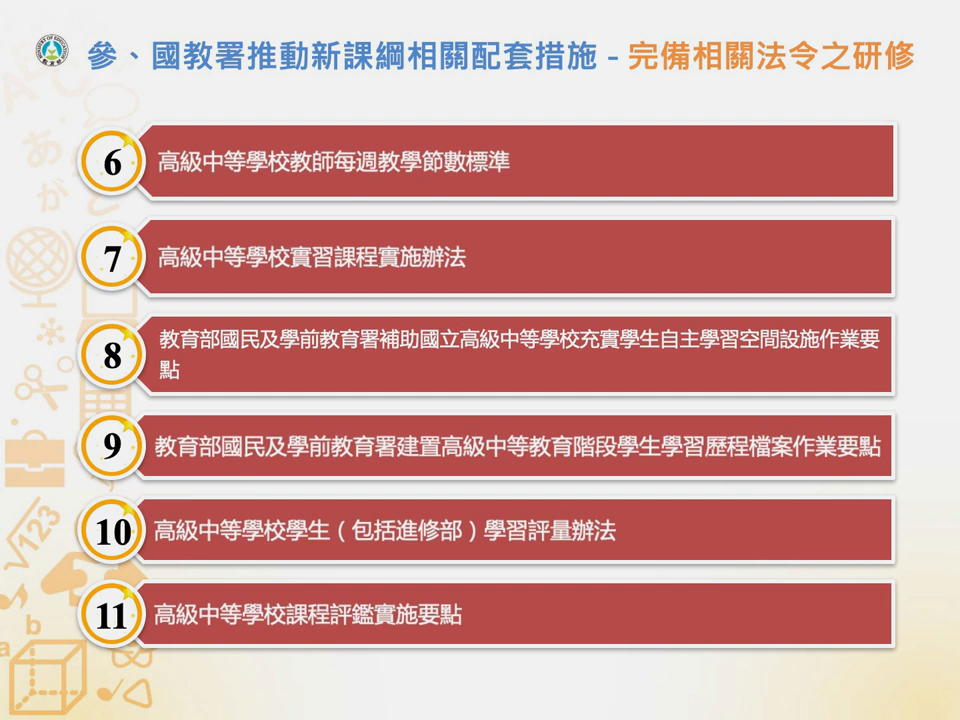 參、國教署推動新課綱相關配套措施 - 完備相關法令之研修
6
高級中等學校教師每週教學節數標準
7
高級中等學校實習課程實施辦法
8
教育部國民及學前教育署補助國立高級中等學校充實學生自主學習空間設施作業要
點
9
教育部國民及學前教育署建置高級中等教育階段學生學習歷程檔案作業要點
10
高級中等學校學生（包括進修部）學習評量辦法
11
高級中等學校課程評鑑實施要點